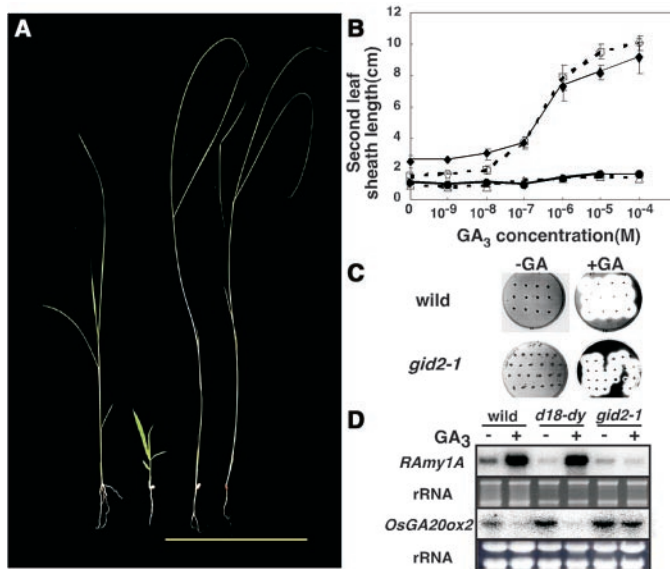 A
B
Second leaf
sheath length(cm)
12
10
8
6
4
2
0
0 10⁻⁹ 10⁻⁸ 10⁻⁷ 10⁻⁶ 10⁻⁵ 10⁻⁴
GA₃ concentration(M)
C
-GA +GA
wild
gid2-1
D
wild d18-dy gid2-1
GA₃ - + - + - +
RAmy1A
rRNA
OsGA20ox2
rRNA